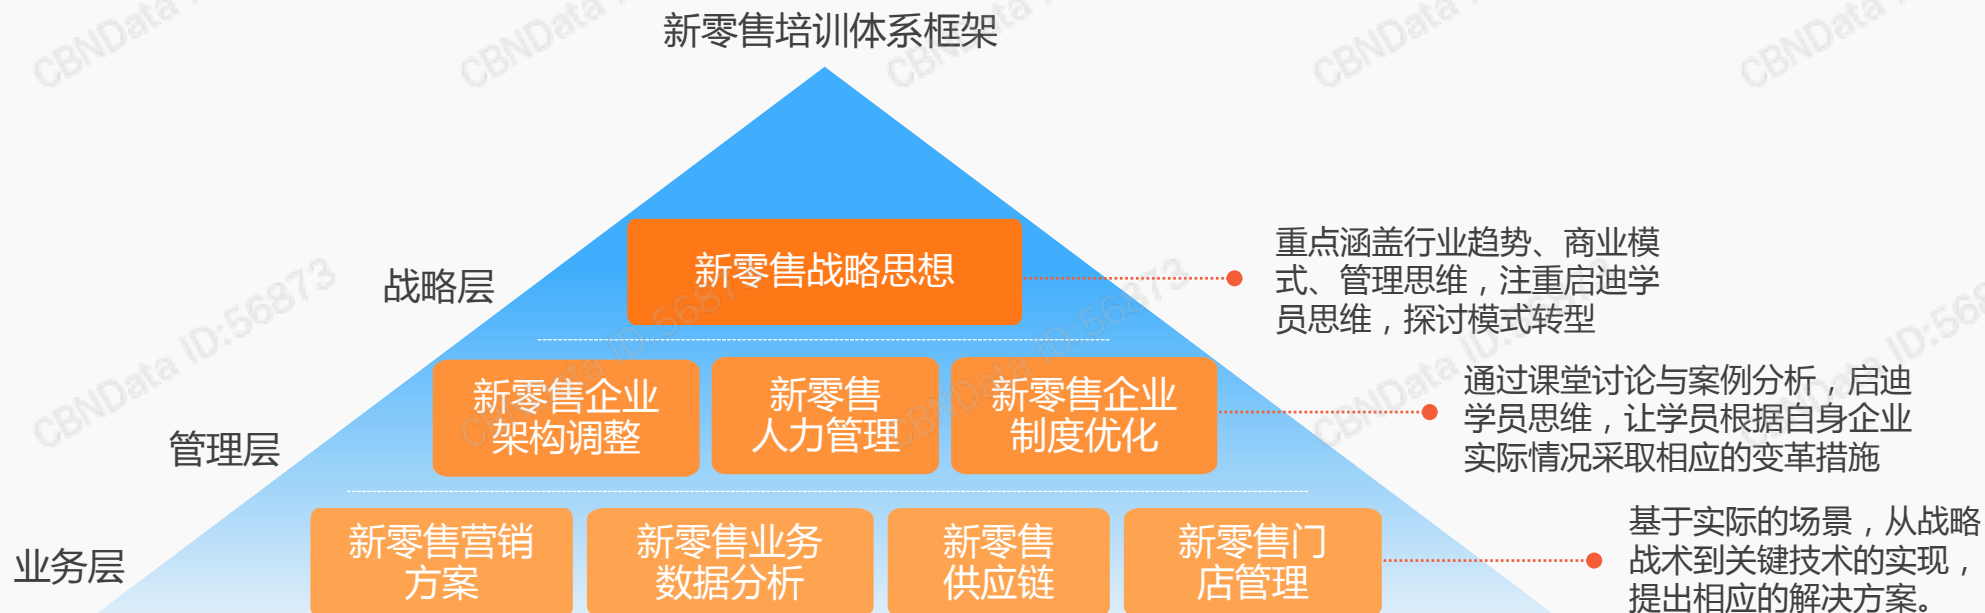 新零售培训体系框架
战略层
新零售战略思想
重点涵盖行业趋势、商业模
式、管理思维，注重启迪学
员思维，探讨模式转型
管理层
新零售企业
架构调整
新零售
人力管理
新零售企业
制度优化
通过课堂讨论与案例分析，启迪
学员思维，让学员根据自身企业
实际情况采取相应的变革措施
业务层
新零售营销
方案
新零售业务
数据分析
新零售
供应链
新零售门
店管理
基于实际的场景，从战略
战术到关键技术的实现，
提出相应的解决方案。
CBNData ID:56873